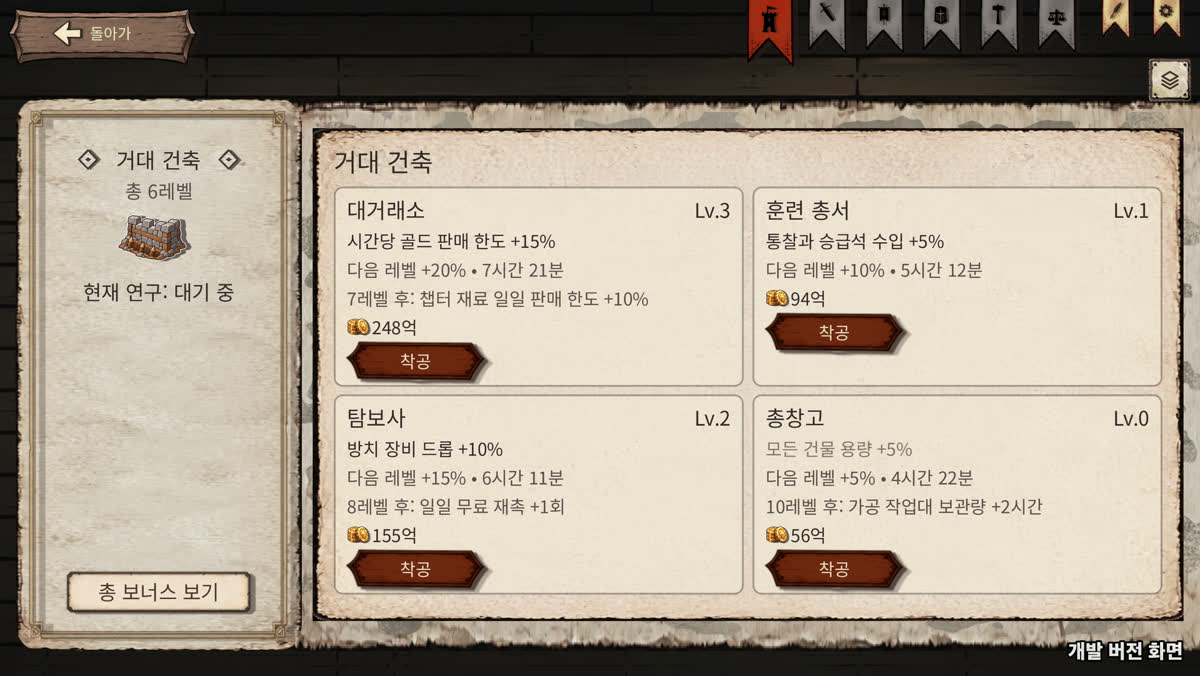 돌아가
거대 건축
총 6레벨
현재 연구: 대기 중
총 보너스 보기
거대 건축
대거래소 Lv.3
시간당 골드 판매 한도 +15%
다음 레벨 +20% • 7시간 21분
7레벨 후: 챕터 재료 일일 판매 한도 +10%
248억
착공
훈련 총서 Lv.1
통찰과 승급석 수입 +5%
다음 레벨 +10% • 5시간 12분
94억
착공
탐보사 Lv.2
방치 장비 드롭 +10%
다음 레벨 +15% • 6시간 11분
8레벨 후: 일일 무료 재촉 +1회
155억
착공
총창고 Lv.0
모든 건물 용량 +5%
다음 레벨 +5% • 4시간 22분
10레벨 후: 가공 작업대 보관량 +2시간
56억
착공
개발 버전 화면